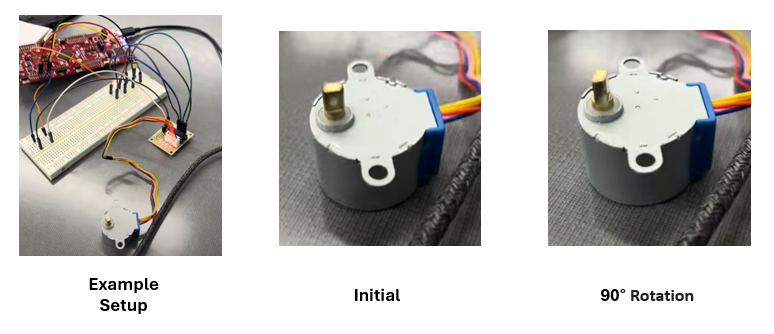 Example
Setup
Initial
90° Rotation